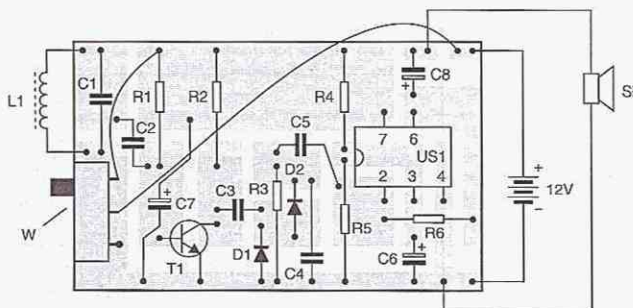 L1
C1
R1
R2
C2
R4
C8
+
SP
C5
7
6
US1
2
3
4
+
12V
−
D2
R3
C3
+
C7
W
T1
D1
C4
R5
R6
C6
+